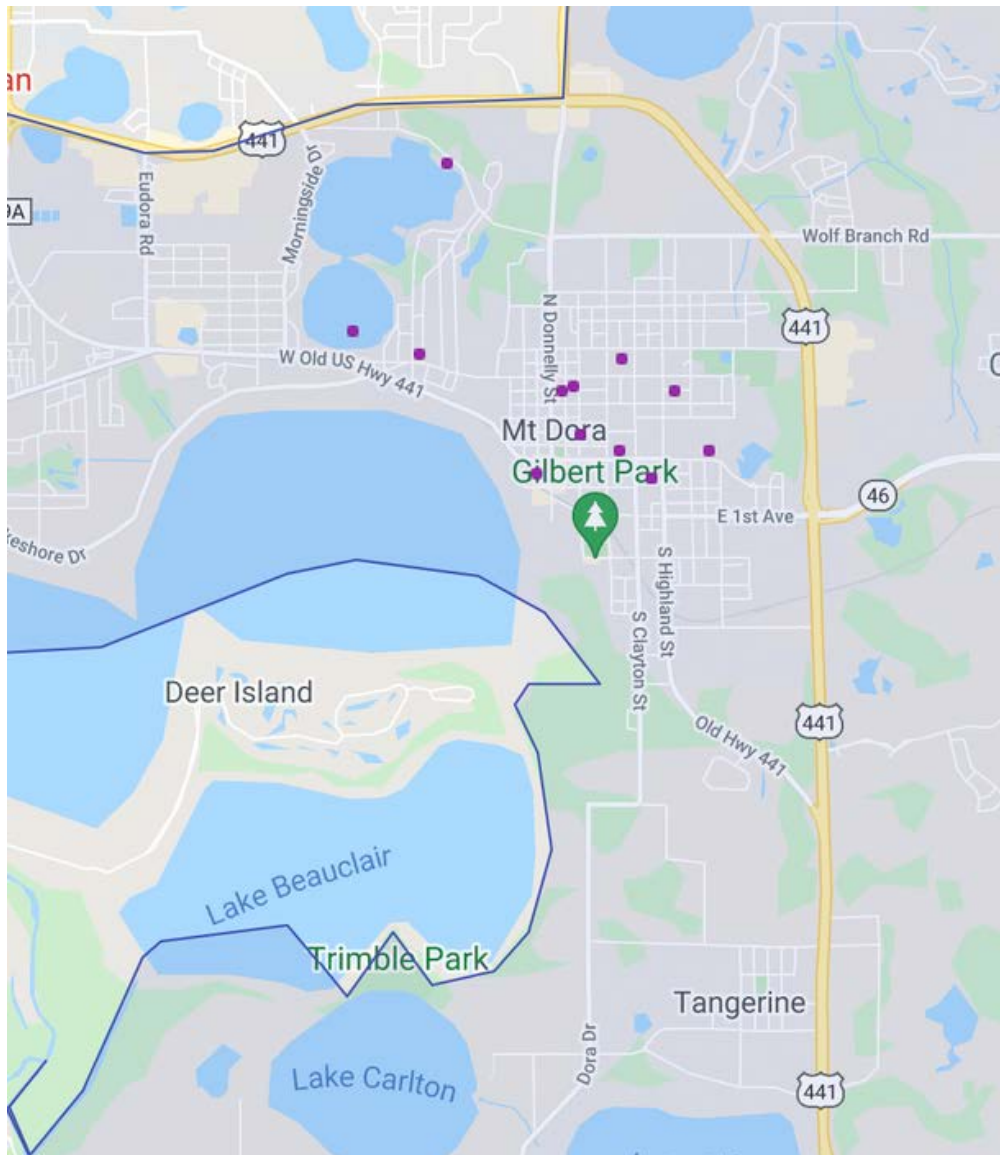 an
441
Eudora Rd
Morningside Dr
9A
Wolf Branch Rd
N Donnelly St
441
W Old US Hwy 441
Mt Dora
Gilbert Park
46
E 1st Ave
keshore Dr
S Highland St
S Clayton St
Deer Island
441
Old Hwy 441
Lake Beauclair
Trimble Park
Tangerine
Dora Dr
Lake Carlton
441